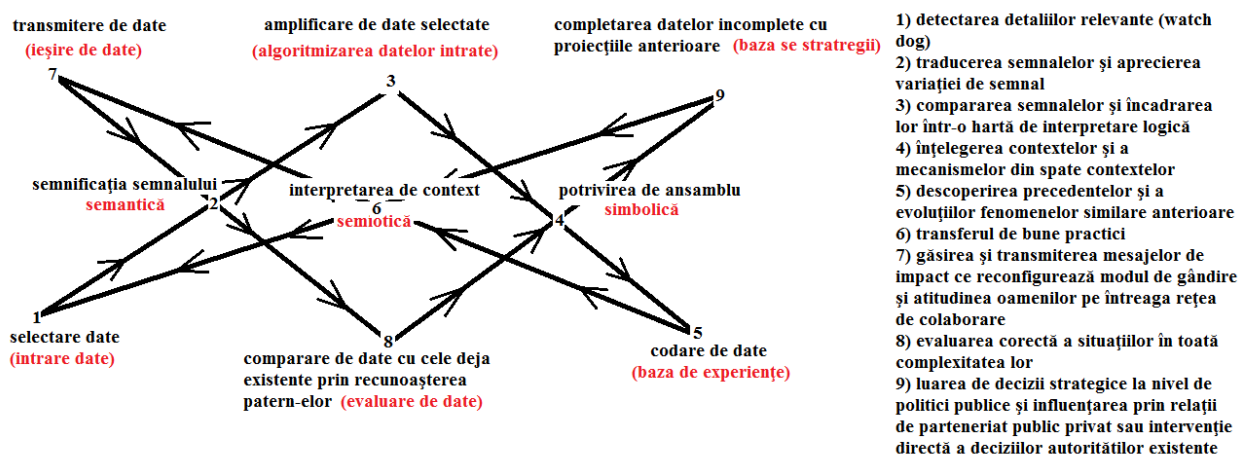 transmitere de date
(ieșire de date)
7
amplificare de date selectate
(algoritmizarea datelor intrate)
3
completarea datelor incomplete cu
proiecțiile anterioare (baza se stratregii)
9
semnificația semnalului
semantică
2
interpretarea de context
6
semiotică
potrivirea de ansamblu
simbolică
4
1
selectare date
(intrare date)
8
comparare de date cu cele deja
existente prin recunoașterea
patern-elor (evaluare de date)
5
codare de date
(baza de experiențe)
1) detectarea detaliilor relevante (watch
dog)
2) traducerea semnalelor și aprecierea
variației de semnal
3) compararea semnalelor și încadrarea
lor într-o hartă de interpretare logică
4) înțelegerea contextelor și a
mecanismelor din spate contextelor
5) descoperirea precedentelor și a
evoluțiilor fenomenelor similare anterioare
6) transferul de bune practici
7) găsirea și transmiterea mesajelor de
impact ce reconfigurează modul de gândire
și atitudinea oamenilor pe întreaga rețea
de colaborare
8) evaluarea corectă a situațiilor în toată
complexitatea lor
9) luarea de decizii strategice la nivel de
politici publice și influențarea prin relații
de parteneriat public privat sau intervenție
directă a deciziilor autorităților existente